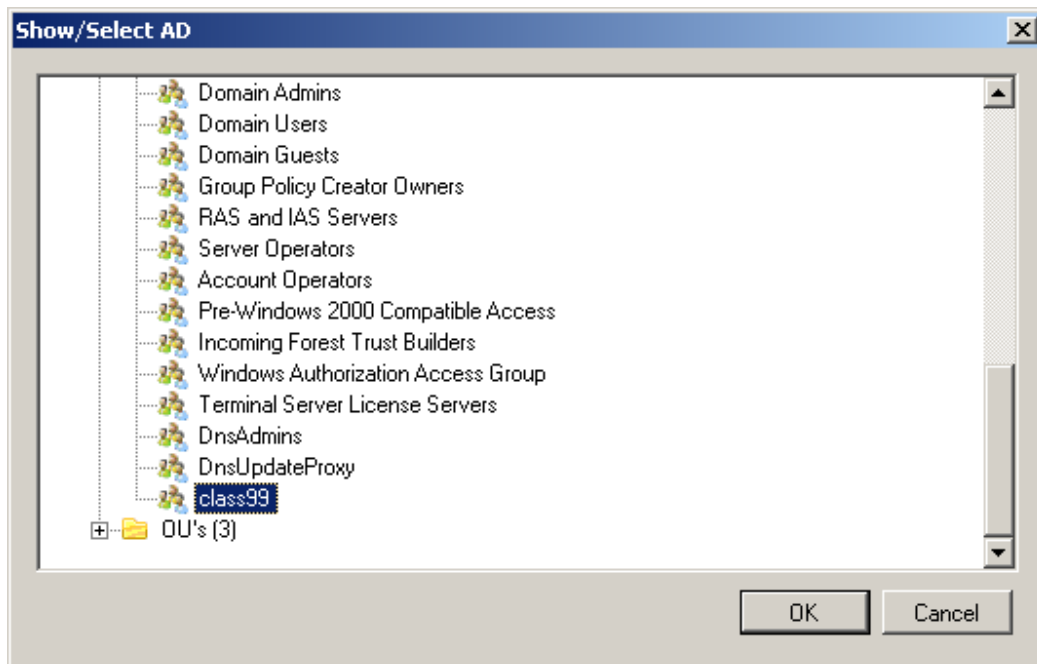 Show/Select AD
Domain Admins
Domain Users
Domain Guests
Group Policy Creator Owners
RAS and IAS Servers
Server Operators
Account Operators
Pre-Windows 2000 Compatible Access
Incoming Forest Trust Builders
Windows Authorization Access Group
Terminal Server License Servers
DnsAdmins
DnsUpdateProxy
class99
OU's (3)
OK Cancel